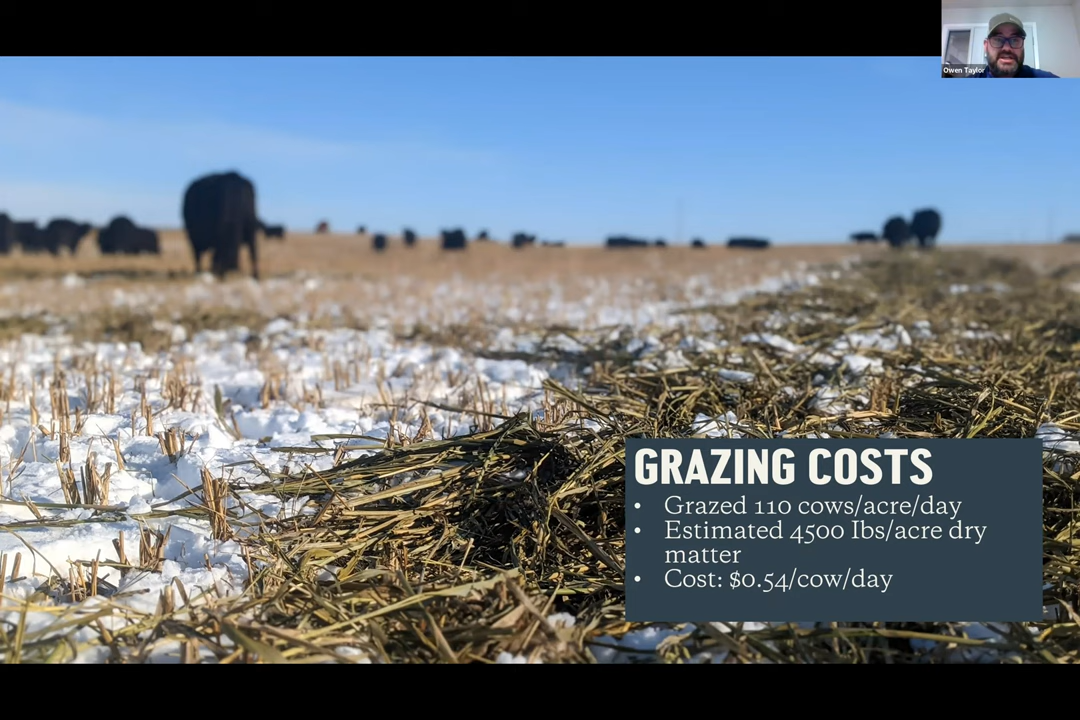 Owen Taylor
GRAZING COSTS
• Grazed 110 cows/acre/day
• Estimated 4500 Ibs/acre dry
matter
• Cost: $0.54/cow/day